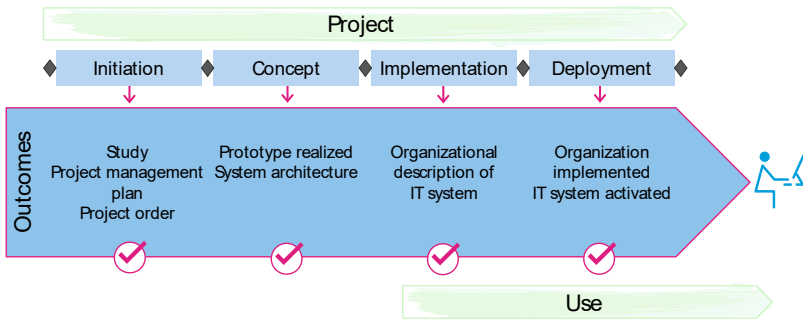 Project
Initiation
Concept
Implementation
Deployment
Outcomes
Study
Project management
plan
Project order
Prototype realized
System architecture
Organizational
description of
IT system
Organization
implemented
IT system activated
Use